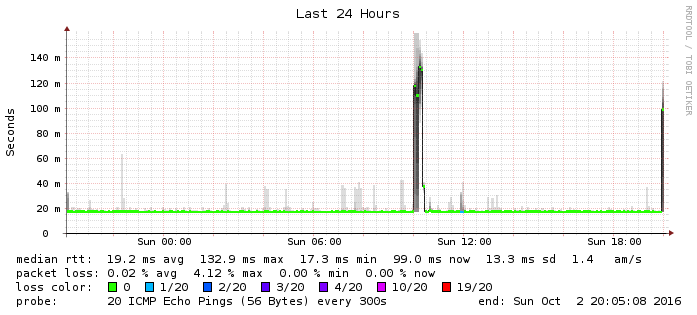 Last 24 Hours
RRDTOOL / TOBI OETIKER
Seconds
140 m
120 m
100 m
80 m
60 m
40 m
20 m
0
Sun 00:00 Sun 06:00 Sun 12:00 Sun 18:00
median rtt: 19.2 ms avg 132.9 ms max 17.3 ms min 99.0 ms now 13.3 ms sd 1.4 am/s
packet loss: 0.02 % avg 4.12 % max 0.00 % min 0.00 % now
loss color: 0 1/20 2/20 3/20 4/20 10/20 19/20
probe: 20 ICMP Echo Pings (56 Bytes) every 300s end: Sun Oct 2 20:05:08 2016